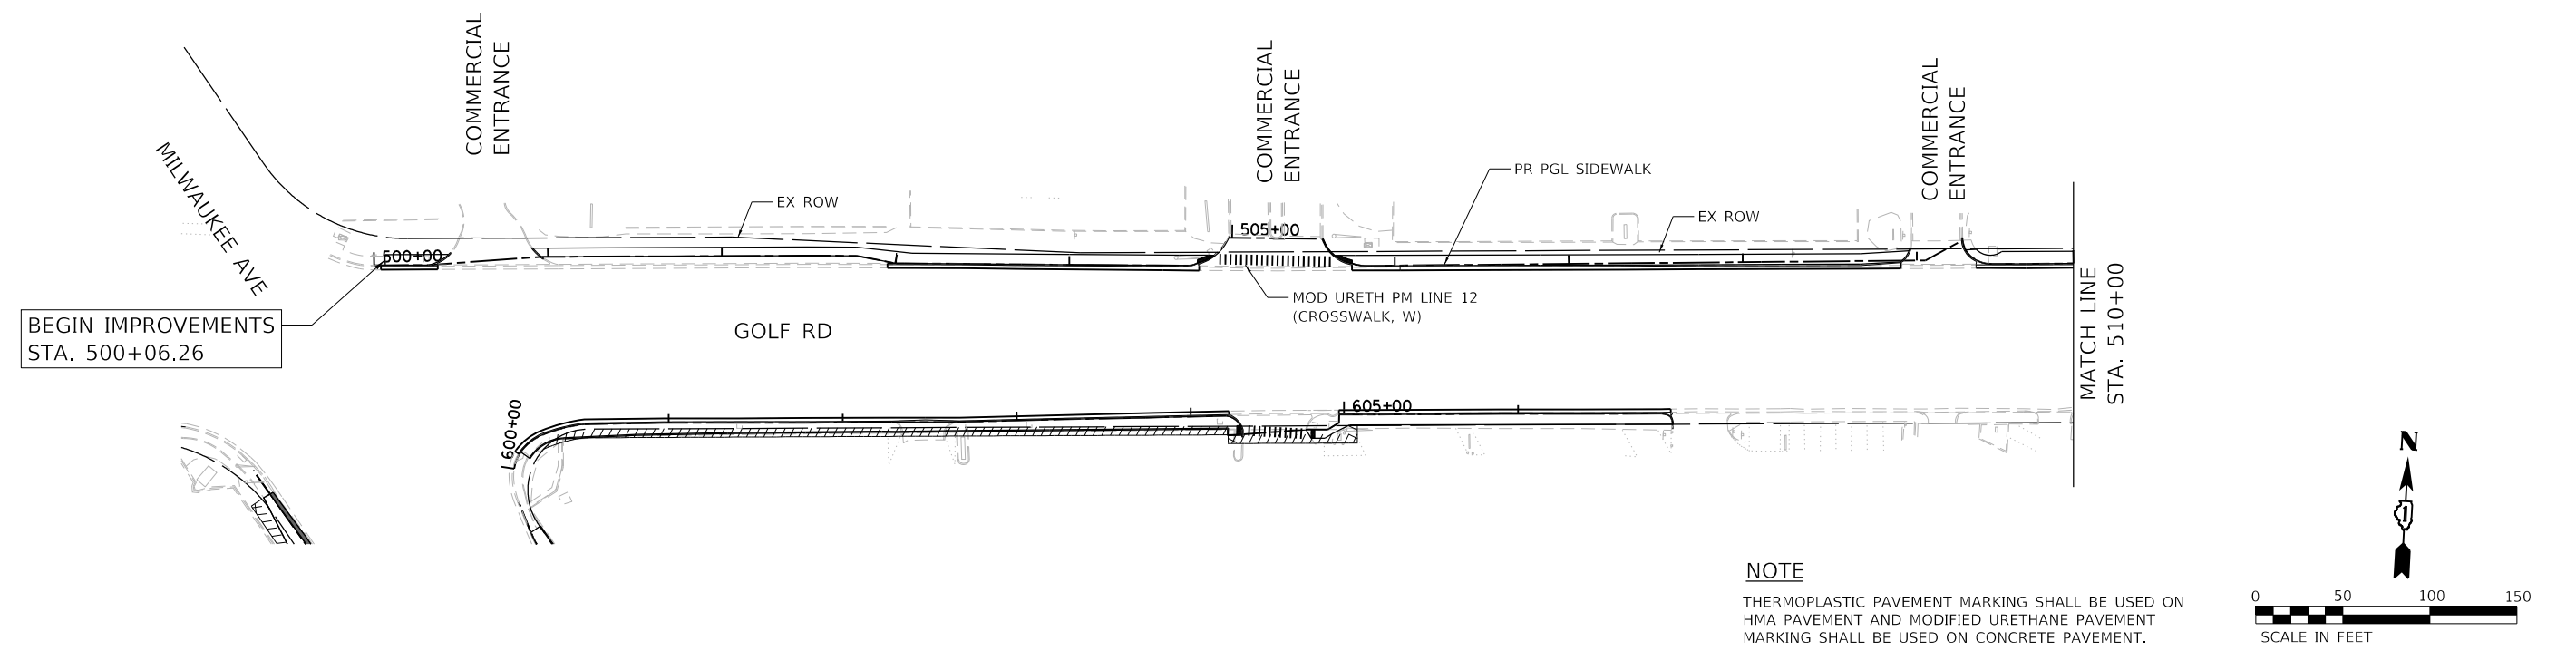 COMMERCIAL
ENTRANCE
COMMERCIAL
ENTRANCE
COMMERCIAL
ENTRANCE
MILWAUKEE AVE
EX ROW
PR PGL SIDEWALK
EX ROW
500+00
505+00
BEGIN IMPROVEMENTS
STA. 500+06.26
GOLF RD
MOD URETH PM LINE 12
(CROSSWALK, W)
MATCH LINE
STA. 510+00
600+00
605+00
N
1
NOTE
THERMOPLASTIC PAVEMENT MARKING SHALL BE USED ON
HMA PAVEMENT AND MODIFIED URETHANE PAVEMENT
MARKING SHALL BE USED ON CONCRETE PAVEMENT.
0 50 100 150
SCALE IN FEET